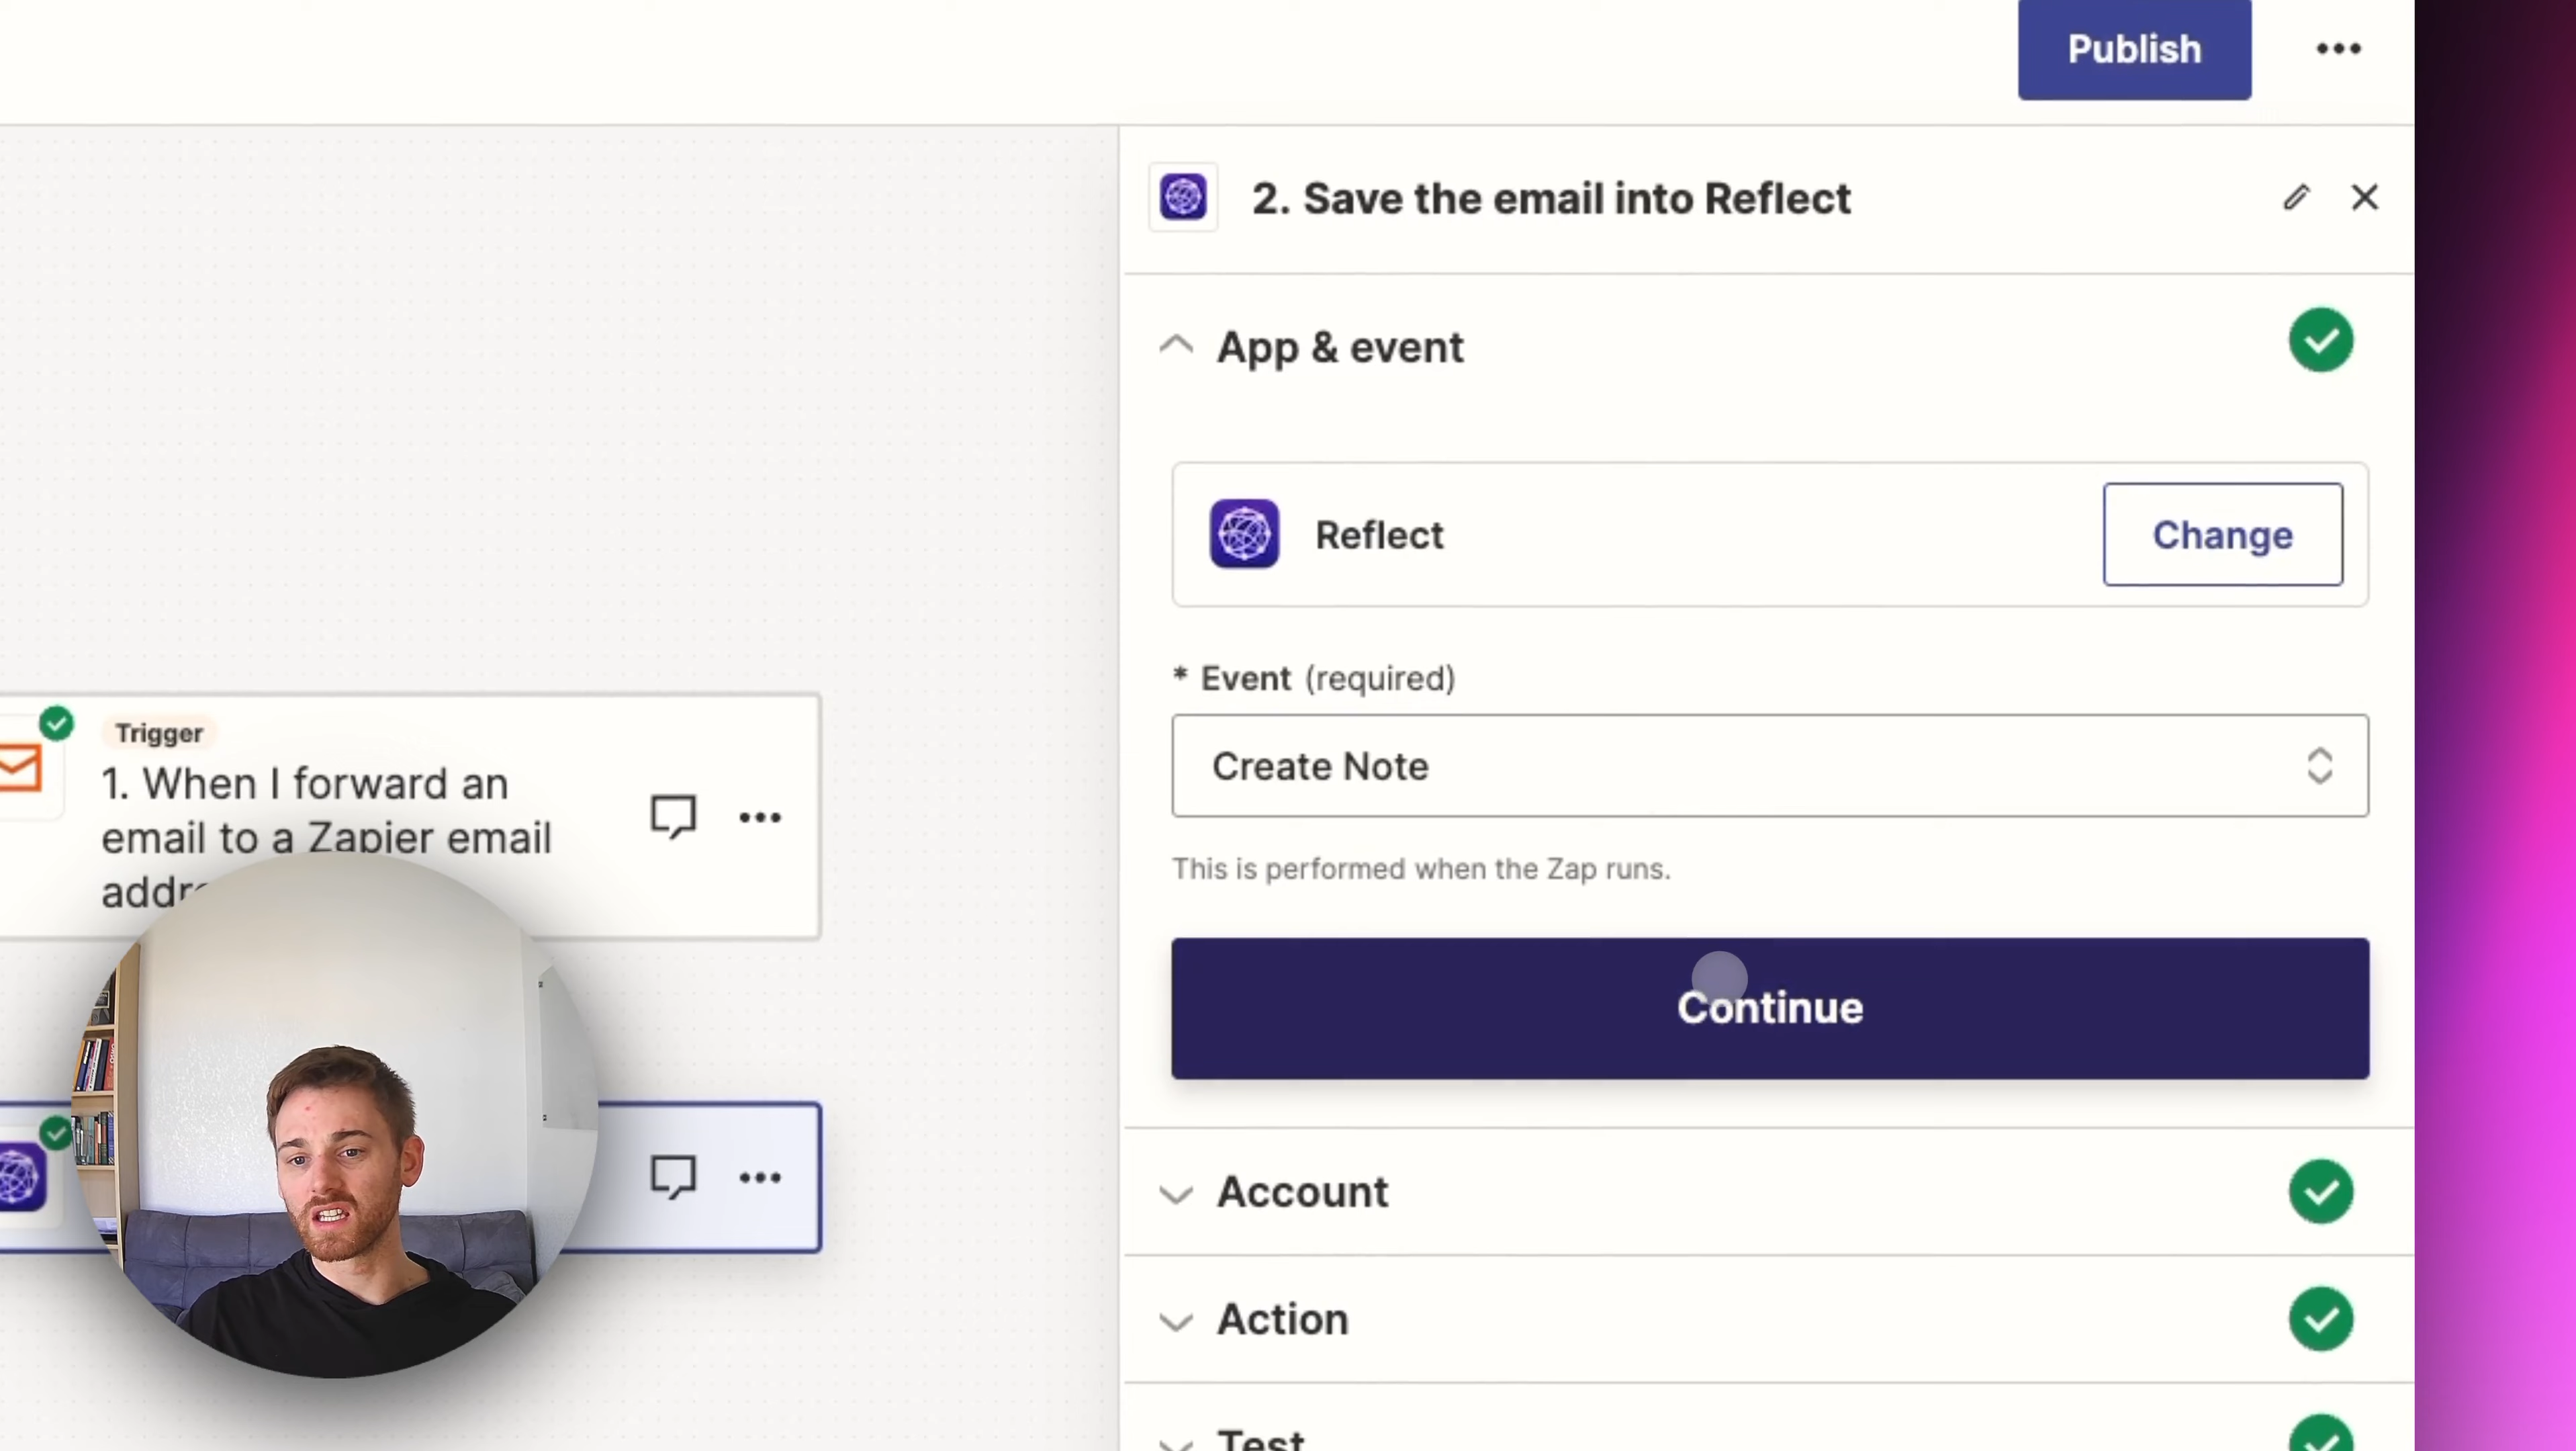 Publish
2. Save the email into Reflect
App & event
Reflect
Change
* Event (required)
Create Note
This is performed when the Zap runs.
Continue
Account
Action
Test
Trigger
1. When I forward an
email to a Zapier email